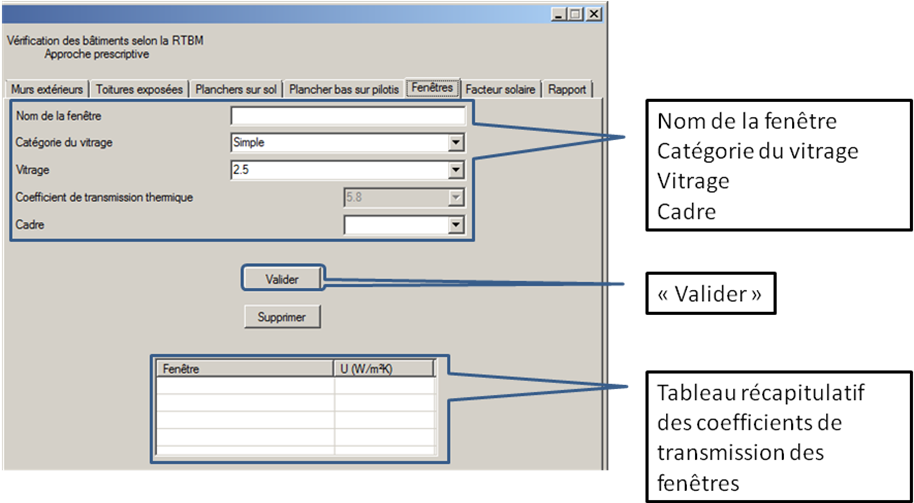 Vérification des bâtiments selon la RTBM
Approche prescriptive
Murs extérieurs
Toitures exposées
Planchers sur sol
Plancher bas sur pilotis
Fenêtres
Facteur solaire
Rapport
Nom de la fenêtre
Catégorie du vitrage
Simple
Vitrage
2.5
Coefficient de transmission thermique
5.8
Cadre
Valider
Supprimer
Fenêtre
U (W/m²K)
Nom de la fenêtre
Catégorie du vitrage
Vitrage
Cadre
« Valider »
Tableau récapitulatif
des coefficients de
transmission des
fenêtres